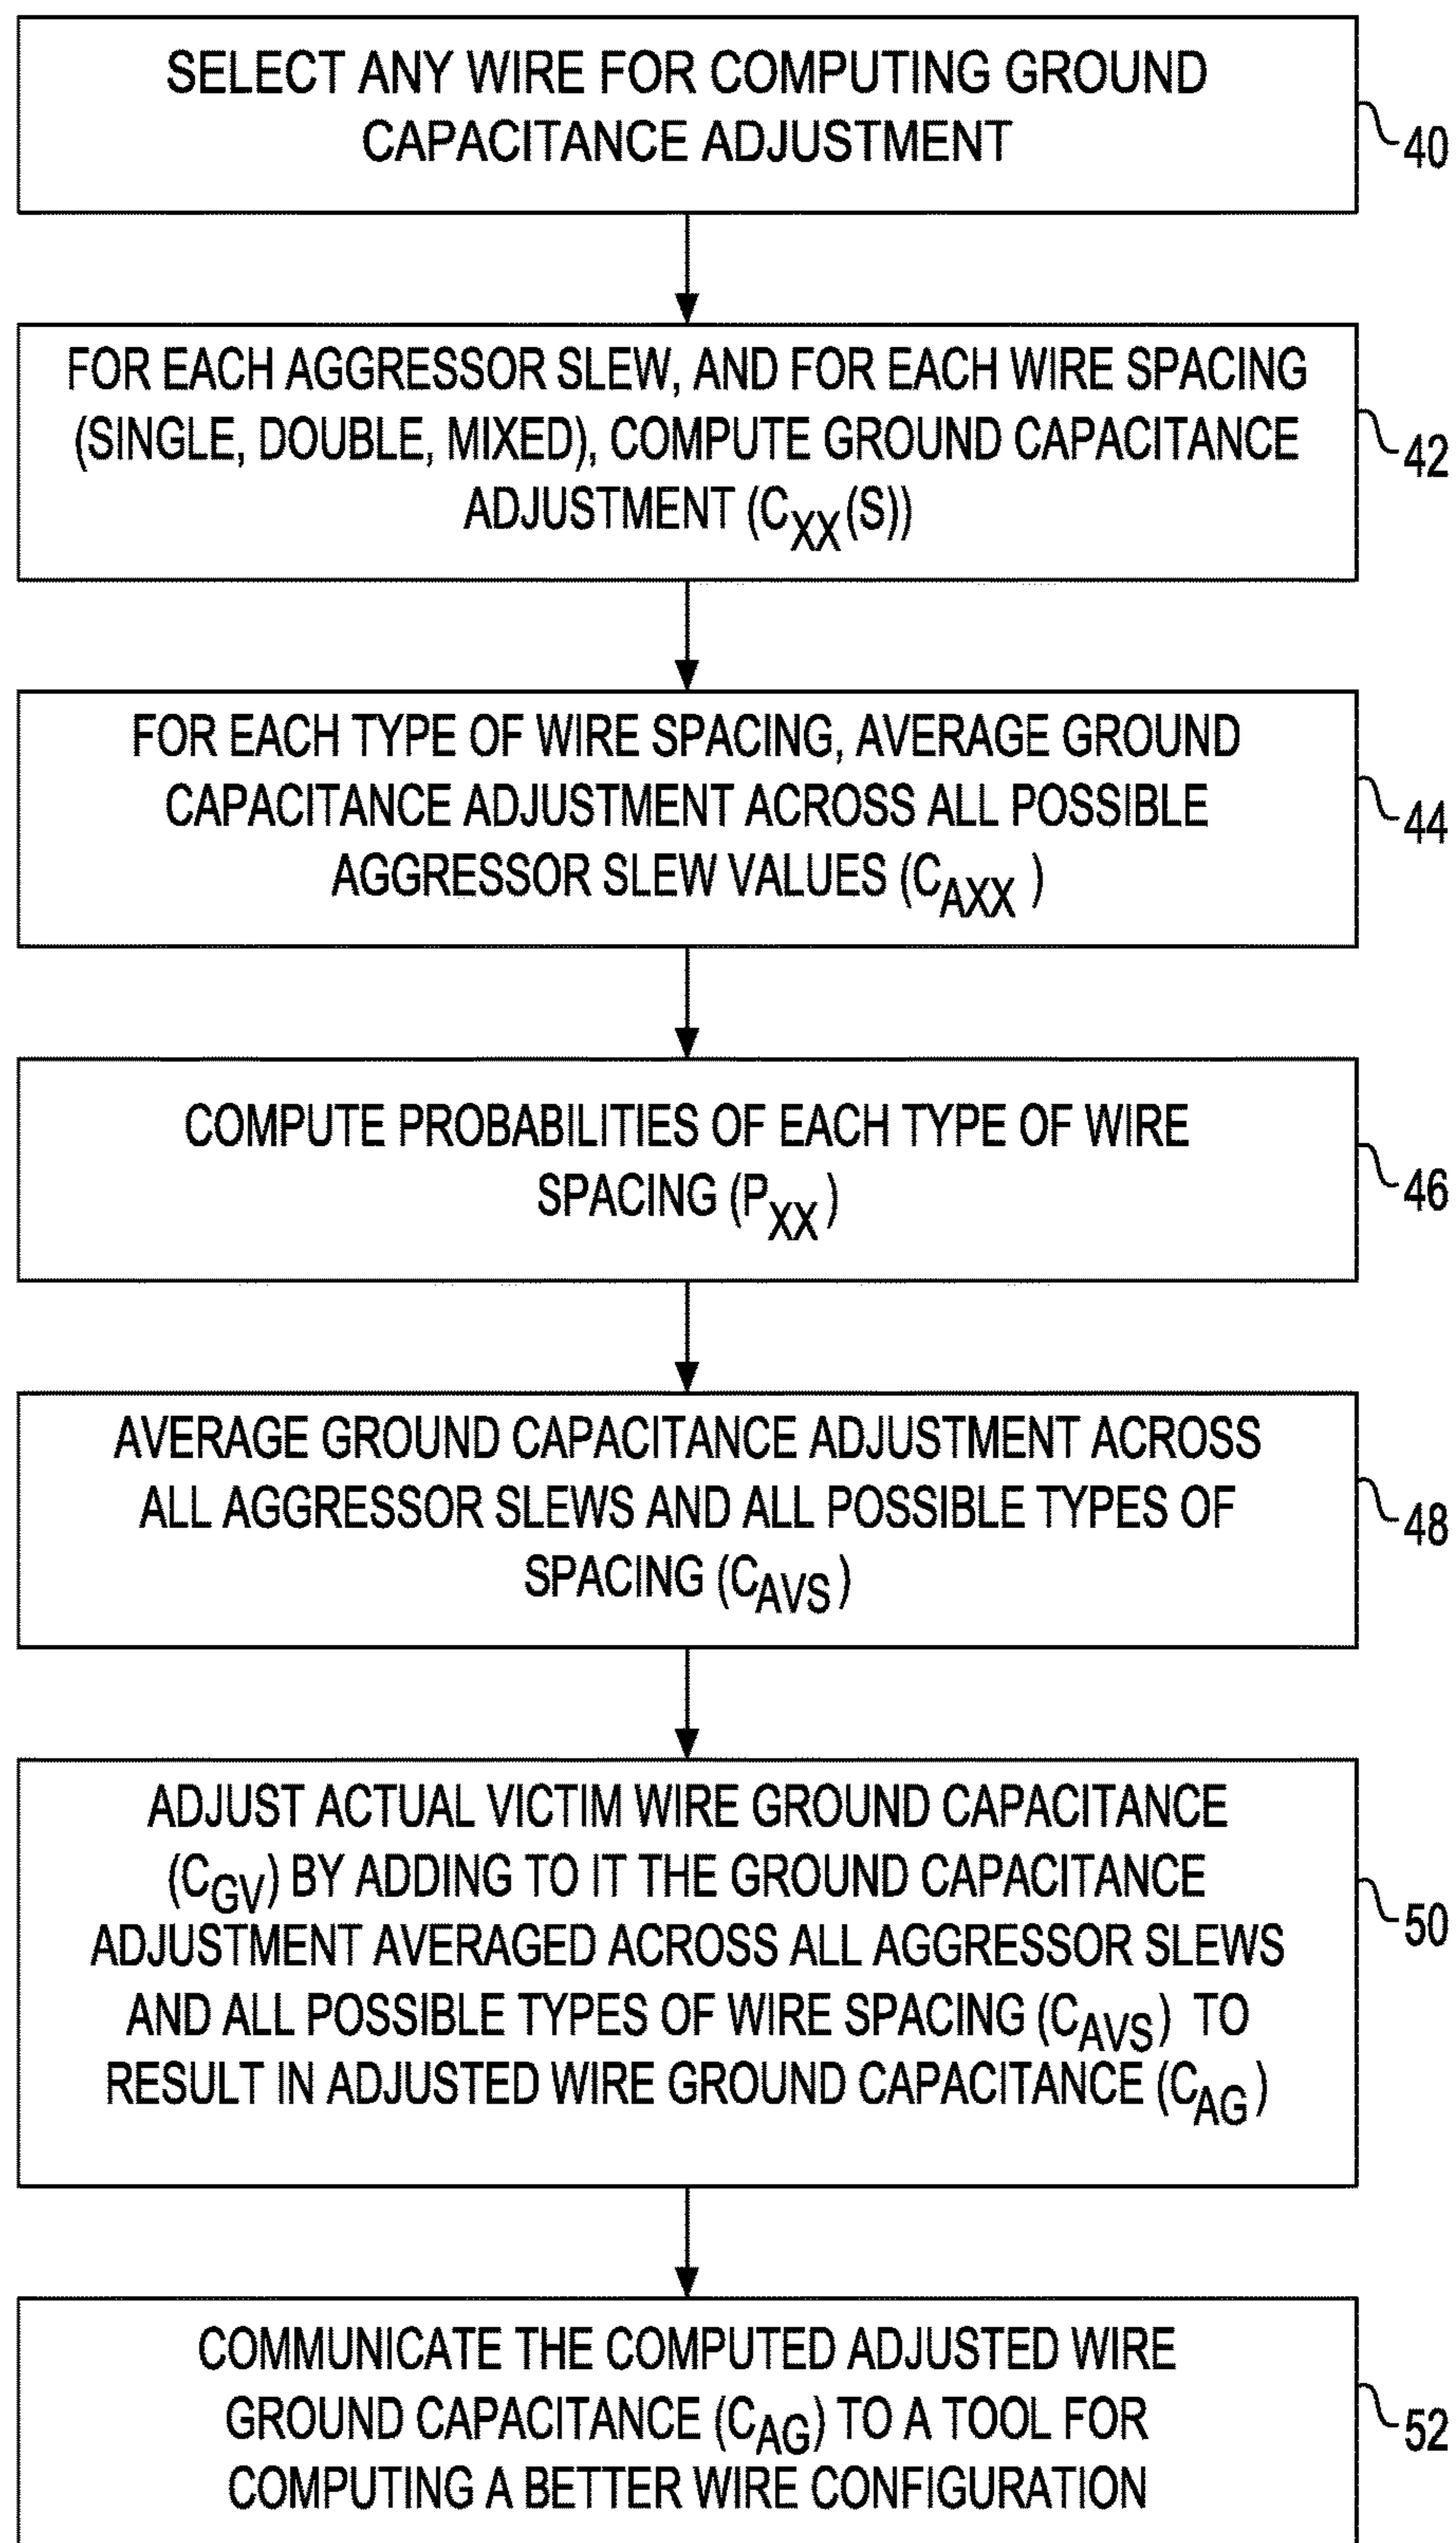 SELECT ANY WIRE FOR COMPUTING GROUND
CAPACITANCE ADJUSTMENT
40
FOR EACH AGGRESSOR SLEW, AND FOR EACH WIRE SPACING
(SINGLE, DOUBLE, MIXED), COMPUTE GROUND CAPACITANCE
ADJUSTMENT (CXX(S))
42
FOR EACH TYPE OF WIRE SPACING, AVERAGE GROUND
CAPACITANCE ADJUSTMENT ACROSS ALL POSSIBLE
AGGRESSOR SLEW VALUES (CAXX)
44
COMPUTE PROBABILITIES OF EACH TYPE OF WIRE
SPACING (PXX)
46
AVERAGE GROUND CAPACITANCE ADJUSTMENT ACROSS
ALL AGGRESSOR SLEWS AND ALL POSSIBLE TYPES OF
SPACING (CAVS)
48
ADJUST ACTUAL VICTIM WIRE GROUND CAPACITANCE
(CGV) BY ADDING TO IT THE GROUND CAPACITANCE
ADJUSTMENT AVERAGED ACROSS ALL AGGRESSOR SLEWS
AND ALL POSSIBLE TYPES OF WIRE SPACING (CAVS) TO
RESULT IN ADJUSTED WIRE GROUND CAPACITANCE (CAG)
50
COMMUNICATE THE COMPUTED ADJUSTED WIRE
GROUND CAPACITANCE (CAG) TO A TOOL FOR
COMPUTING A BETTER WIRE CONFIGURATION
52